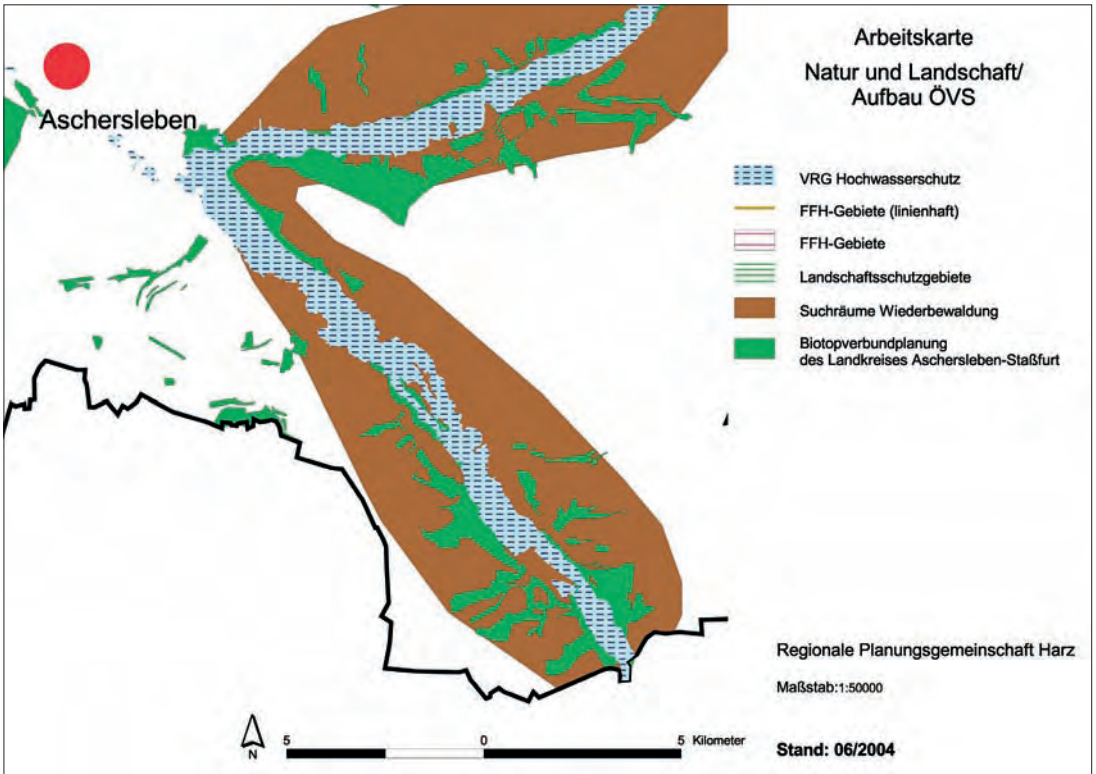 Arbeitskarte
Natur und Landschaft/
Aufbau ÖVS
Aschersleben
VRG Hochwasserschutz
FFH-Gebiete (linienhaft)
FFH-Gebiete
Landschaftsschutzgebiete
Suchräume Wiederbewaldung
Biotopverbundplanung
des Landkreises Aschersleben-Staßfurt
Regionale Planungsgemeinschaft Harz
Maßstab:1:50000
N
5 0 5 Kilometer
Stand: 06/2004